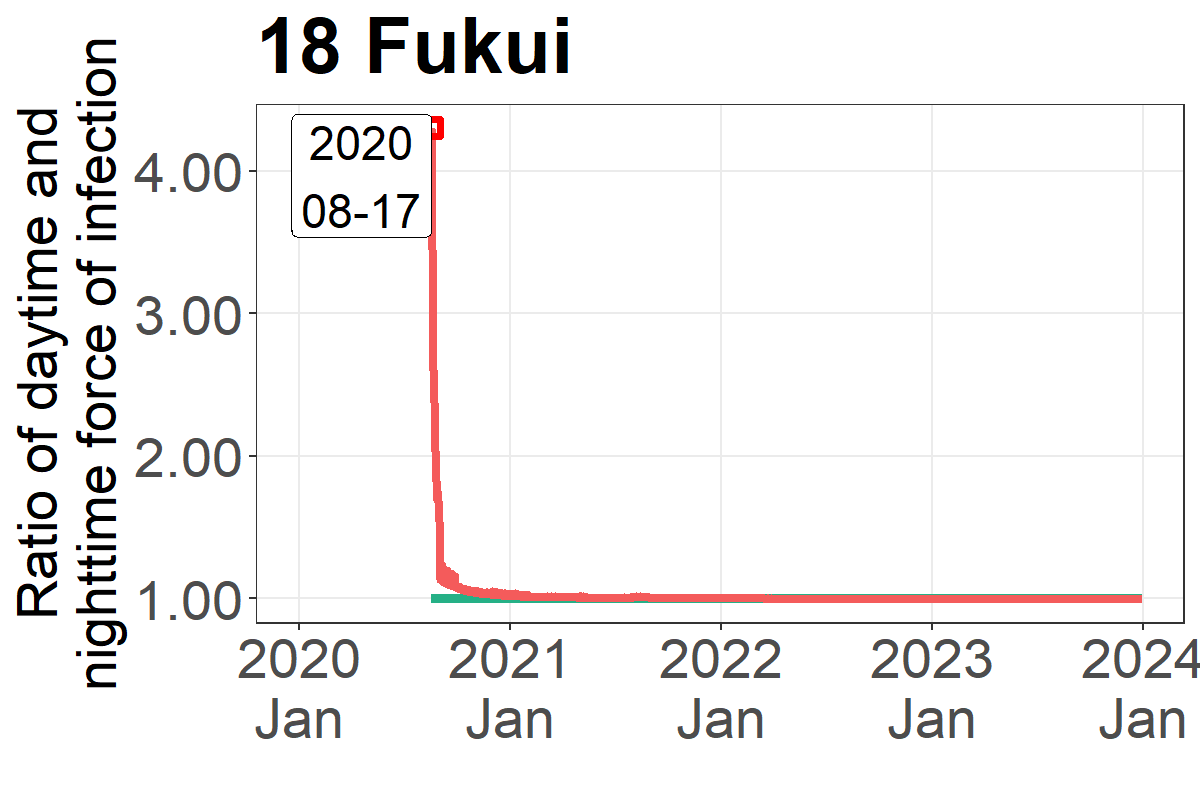 18 Fukui
Ratio of daytime and
nighttime force of infection
4.00
3.00
2.00
1.00
2020
08-17
2020
Jan
2021
Jan
2022
Jan
2023
Jan
2024
Jan